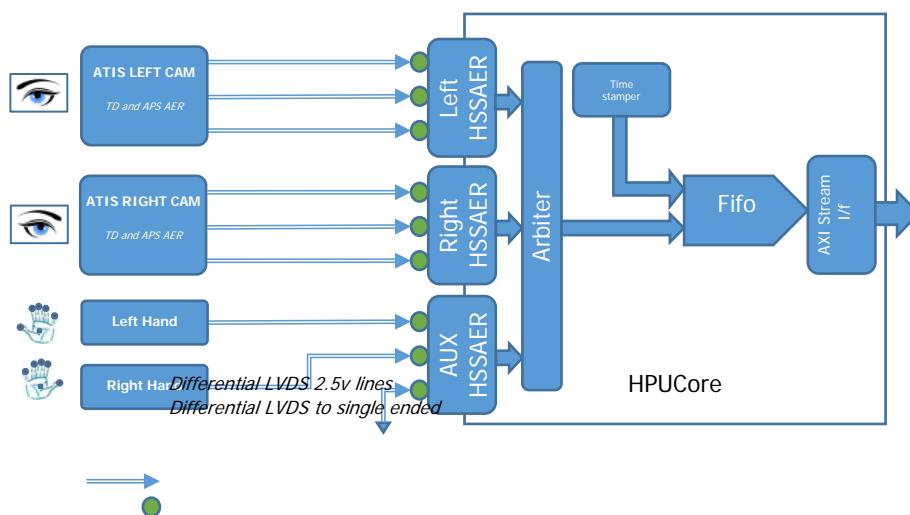 ATIS LEFT CAM
TD and APS AER
Left
HSSAER
Time
stamper
ATIS RIGHT CAM
TD and APS AER
Right
HSSAER
Arbiter
Fifo
AXI Stream
I/f
Left Hand
Right Hand
AUX
HSSAER
Differential LVDS 2.5v lines
Differential LVDS to single ended
HPUCore